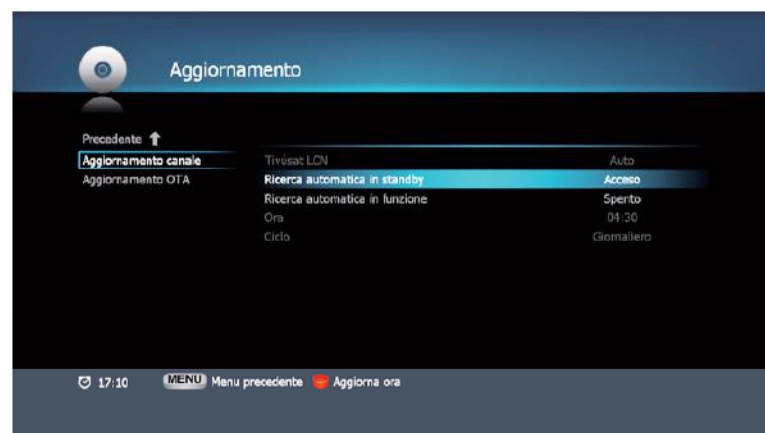 Aggiornamento
Precedente
Aggiornamento canale
Tivùsat LCN Auto
Aggiornamento OTA
Ricerca automatica in standby Acceso
Ricerca automatica in funzione Spento
Ora 04:30
Ciclo Giornaliero
17:10 MENU Menu precedente Aggiorna ora